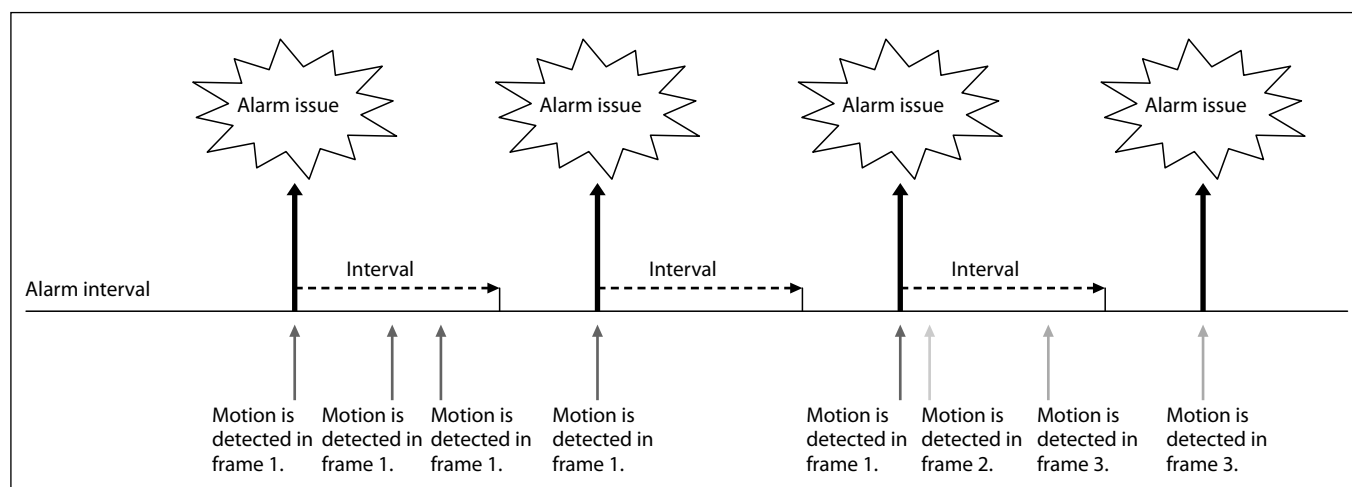 Alarm issue
Alarm issue
Alarm issue
Alarm issue
Interval
Interval
Interval
Alarm interval
Motion is
detected in
frame 1.
Motion is
detected in
frame 1.
Motion is
detected in
frame 1.
Motion is
detected in
frame 1.
Motion is
detected in
frame 1.
Motion is
detected in
frame 2.
Motion is
detected in
frame 3.
Motion is
detected in
frame 3.